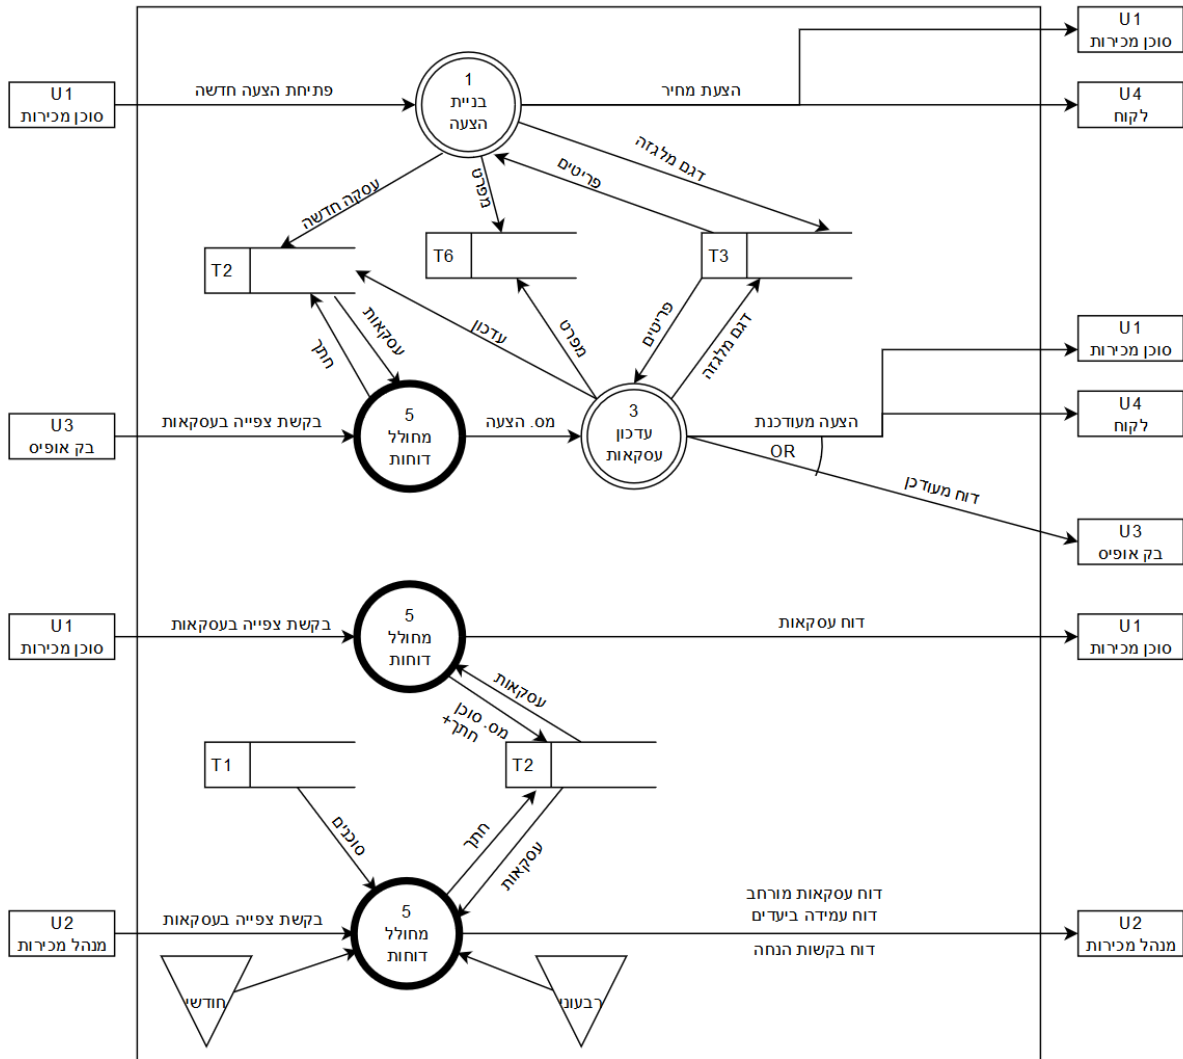 U1
סוכן מכירות
פתיחת הצעה חדשה
1
בניית
הצעה
הצעת מחיר
U1
סוכן מכירות
U4
לקוח
עסקה חדשה
מפרט
פריטים
דגם מלגזה
T2
T6
T3
חתך
עסקאות
עדכון
מפרט
פריטים
דגם מלגזה
U3
בק אופיס
בקשת צפייה בעסקאות
5
מחולל
דוחות
מס. הצעה
3
עדכון
עסקאות
הצעה מעודכנת
OR
דוח מעודכן
U1
סוכן מכירות
U4
לקוח
U3
בק אופיס
U1
סוכן מכירות
בקשת צפייה בעסקאות
5
מחולל
דוחות
דוח עסקאות
U1
סוכן מכירות
עסקאות
מס. סוכן
+חתך
T1
T2
סוכנים
חתך
עסקאות
U2
מנהל מכירות
בקשת צפייה בעסקאות
5
מחולל
דוחות
דוח עסקאות מורחב
דוח עמידה ביעדים
דוח בקשות הנחה
U2
מנהל מכירות
חודשי
רבעוני